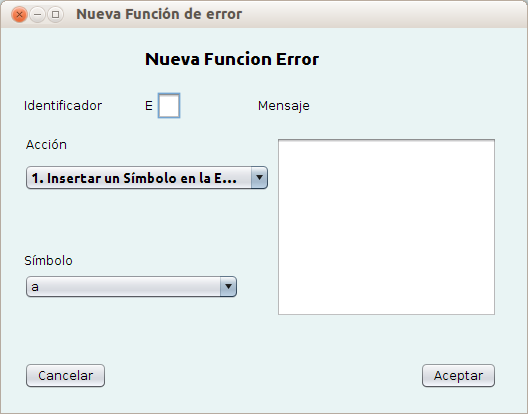 Nueva Función de error
Nueva Funcion Error
Identificador E Mensaje
Acción
1. Insertar un Símbolo en la E...
Símbolo
a
Cancelar Aceptar